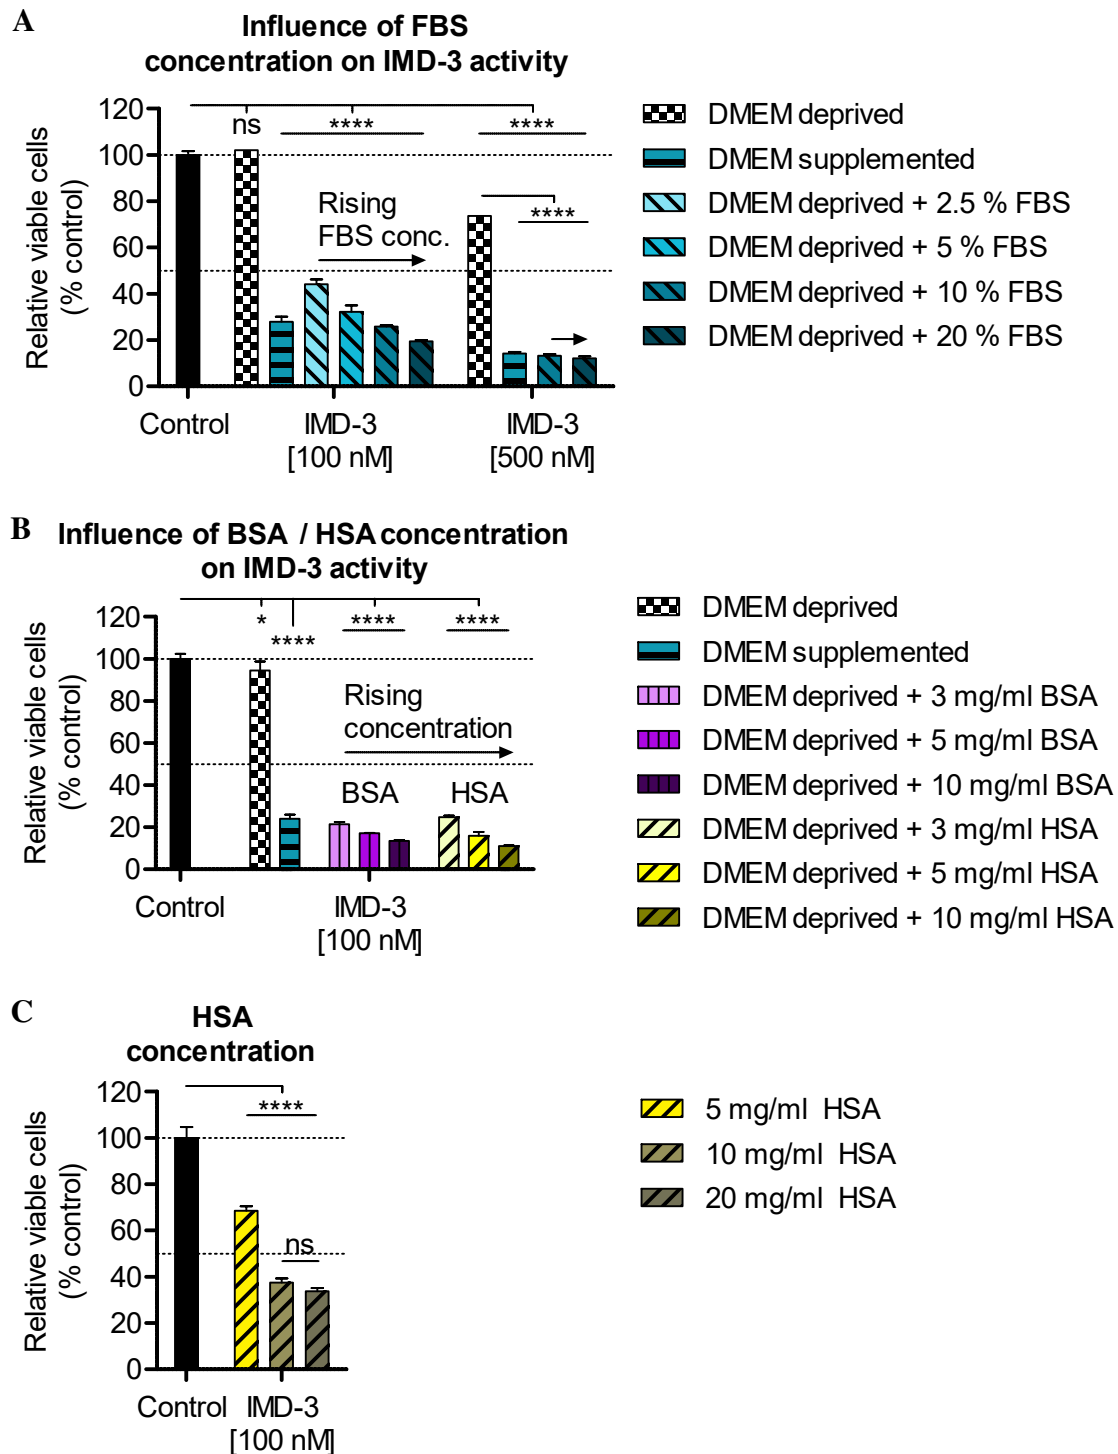 A
Influence of FBS
concentration on IMD-3 activity
Relative viable cells
(% control)
120
100
80
60
40
20
0
ns
****
****
Rising
FBS conc.
****
Control
IMD-3
[100 nM]
IMD-3
[500 nM]
DMEM deprived
DMEM supplemented
DMEM deprived + 2.5 % FBS
DMEM deprived + 5 % FBS
DMEM deprived + 10 % FBS
DMEM deprived + 20 % FBS
B
Influence of BSA / HSA concentration
on IMD-3 activity
Relative viable cells
(% control)
120
100
80
60
40
20
0
*
****
****
****
Rising
concentration
BSA
HSA
Control
IMD-3
[100 nM]
DMEM deprived
DMEM supplemented
DMEM deprived + 3 mg/ml BSA
DMEM deprived + 5 mg/ml BSA
DMEM deprived + 10 mg/ml BSA
DMEM deprived + 3 mg/ml HSA
DMEM deprived + 5 mg/ml HSA
DMEM deprived + 10 mg/ml HSA
C
HSA
concentration
Relative viable cells
(% control)
120
100
80
60
40
20
0
****
ns
Control
IMD-3
[100 nM]
5 mg/ml HSA
10 mg/ml HSA
20 mg/ml HSA